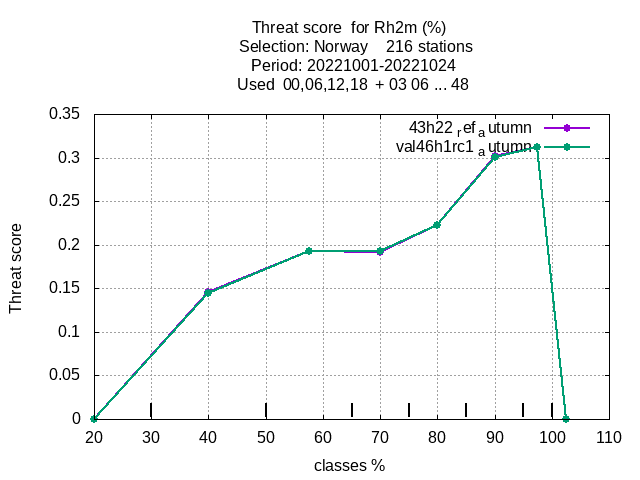 Threat score for Rh2m (%)
Selection: Norway 216 stations
Period: 20221001-20221024
Used 00,06,12,18 + 03 06 ... 48
43h22 ref autumn
val46h1rc1 autumn
0.35
0.3
0.25
0.2
0.15
0.1
0.05
0
Threat score
20 30 40 50 60 70 80 90 100 110
classes %